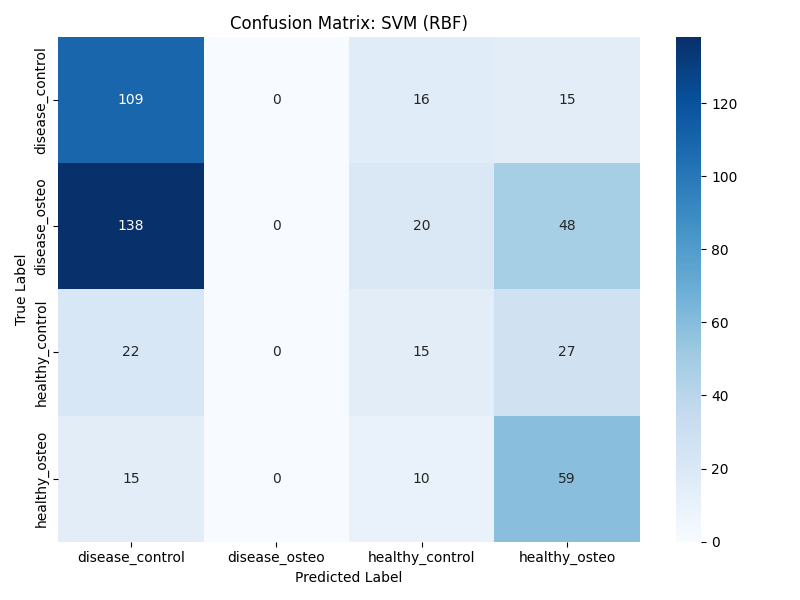 Confusion Matrix: SVM (RBF)
True Label
disease_control
109 0 16 15
disease_osteo
138 0 20 48
healthy_control
22 0 15 27
healthy_osteo
15 0 10 59
disease_control disease_osteo healthy_control healthy_osteo
Predicted Label
120
100
80
60
40
20
0